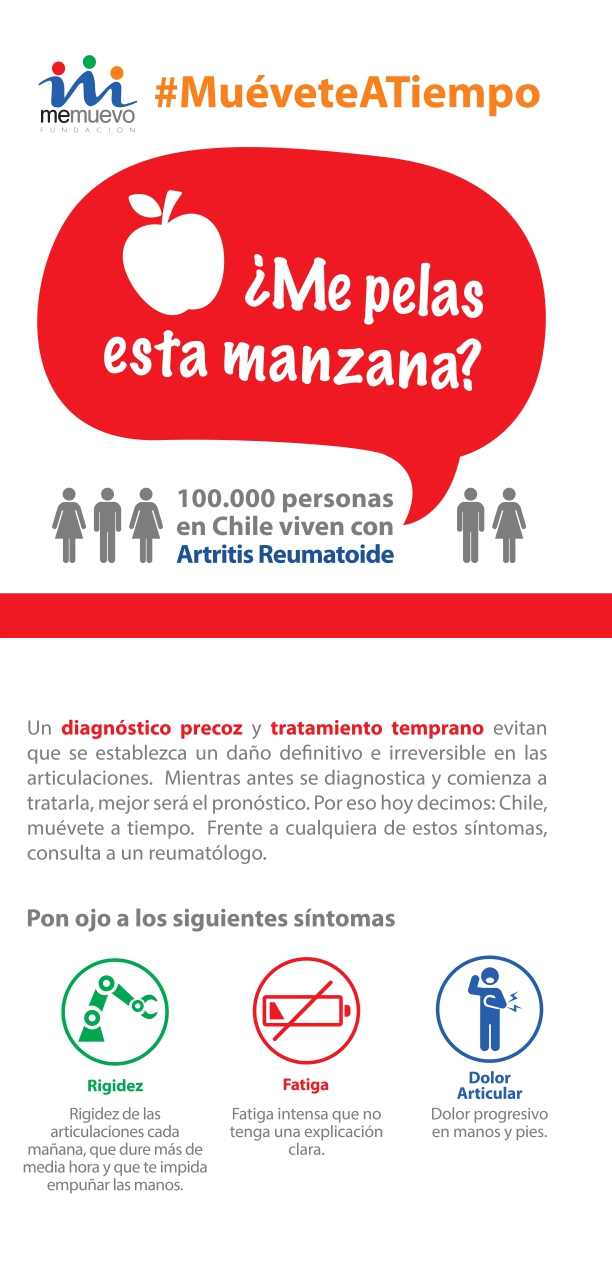 memuevo
FUNDACION
#MuéveteATiempo
¿Me pelas
esta manzana?
100.000 personas
en Chile viven con
Artritis Reumatoide
Un diagnóstico precoz y tratamiento temprano evitan
que se establezca un daño definitivo e irreversible en las
articulaciones. Mientras antes se diagnostica y comienza a
tratarla, mejor será el pronóstico. Por eso hoy decimos: Chile,
muévete a tiempo. Frente a cualquiera de estos síntomas,
consulta a un reumatólogo.
Pon ojo a los siguientes síntomas
Rigidez
Rigidez de las
articulaciones cada
mañana, que dure más de
media hora y que te impida
empuñar las manos.
Fatiga
Fatiga intensa que no
tenga una explicación
clara.
Dolor
Articular
Dolor progresivo
en manos y pies.